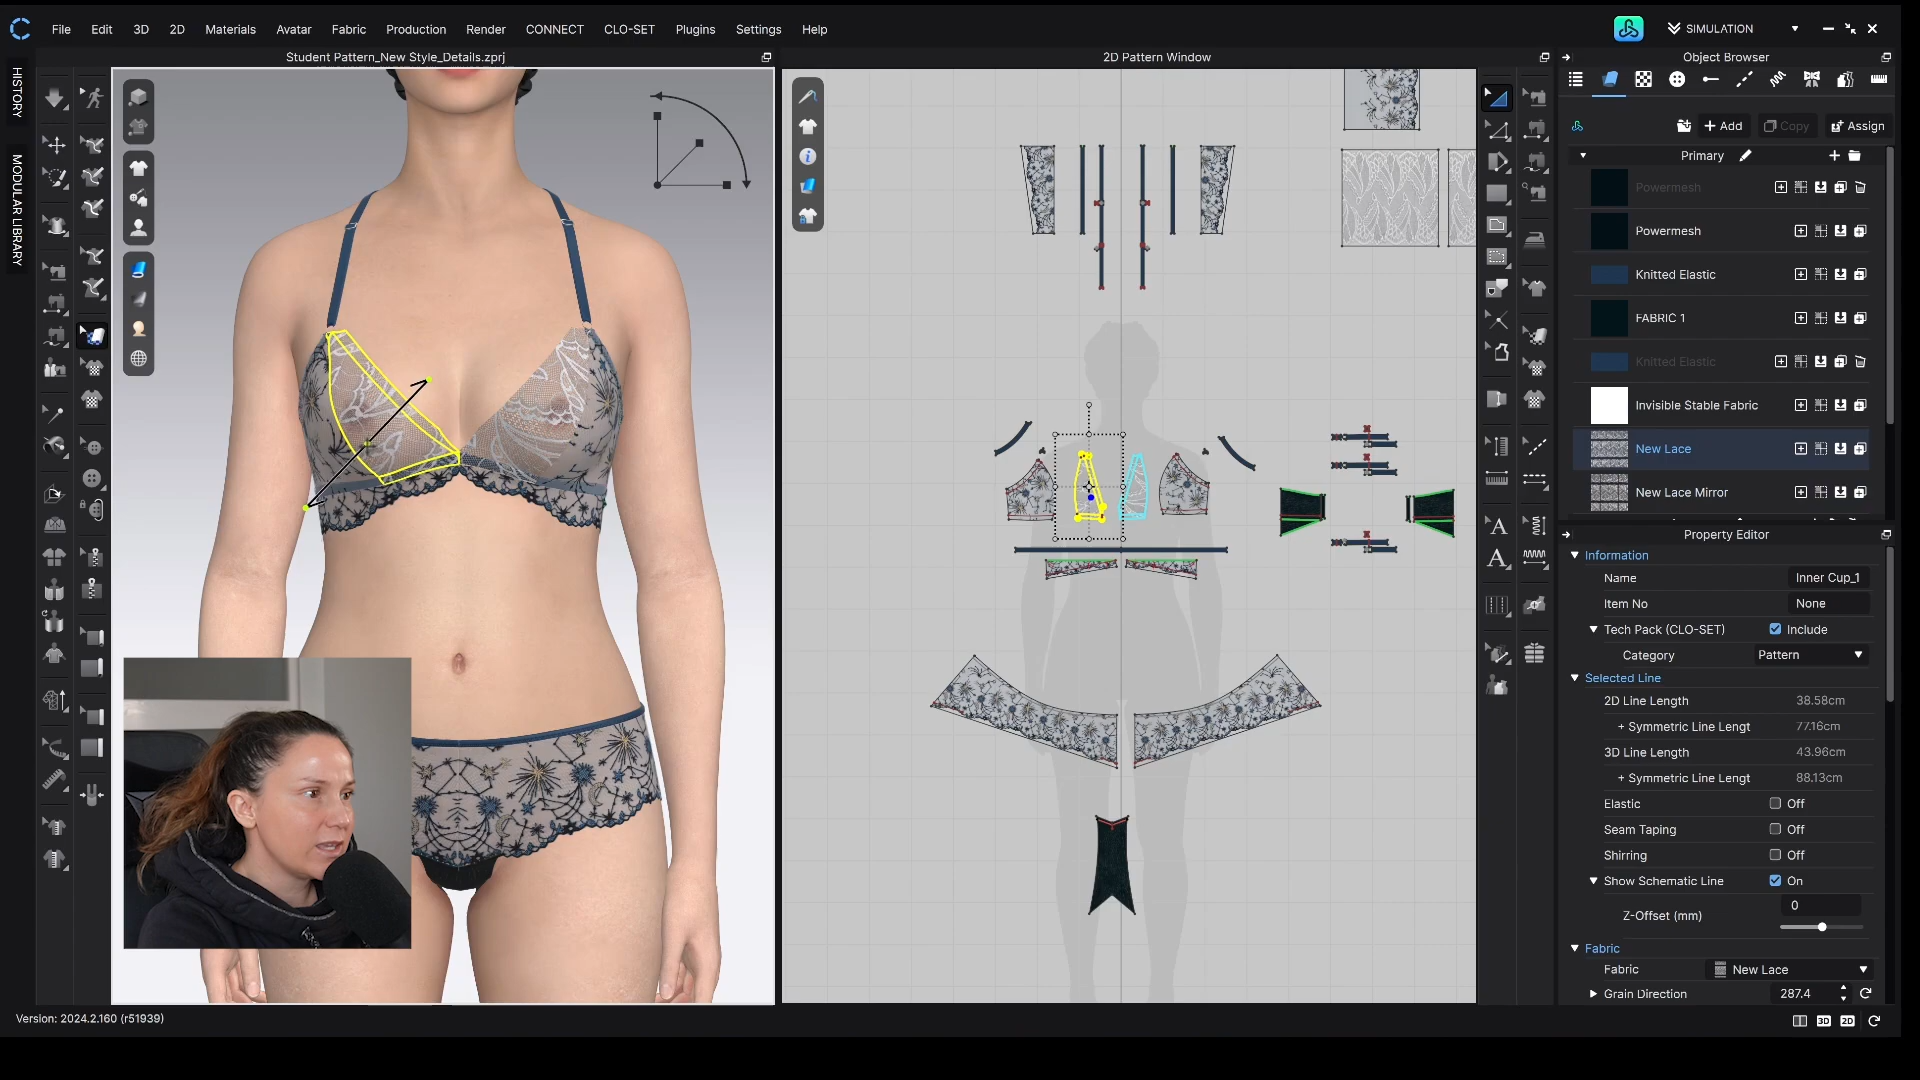 File Edit 3D 2D Materials Avatar Fabric Production Render CONNECT CLO-SET Plugins Settings Help
SIMULATION
Student Pattern_New Style_Details.zprj
2D Pattern Window
Object Browser
HISTORY
MODULAR LIBRARY
Add Copy Assign
Primary
Powermesh
Powermesh
Knitted Elastic
FABRIC 1
Knitted Elastic
Invisible Stable Fabric
New Lace
New Lace Mirror
Property Editor
Information
Name Inner Cup_1
Item No None
Tech Pack (CLO-SET) Include
Category Pattern
Selected Line
2D Line Length 38.58cm
+ Symmetric Line Lengt 77.16cm
3D Line Length 43.96cm
+ Symmetric Line Lengt 88.13cm
Elastic Off
Seam Taping Off
Shirring Off
Show Schematic Line On
Z-Offset (mm) 0
Fabric
Fabric New Lace
Grain Direction 287.4
Version: 2024.2.160 (r51939)
3D 2D